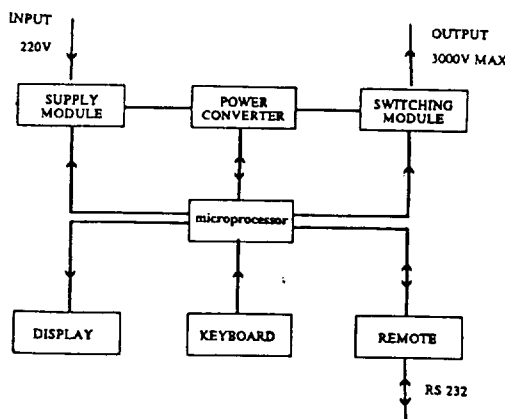 INPUT
220V
OUTPUT
3000V MAX
SUPPLY
MODULE
POWER
CONVERTER
SWITCHING
MODULE
microprocessor
DISPLAY
KEYBOARD
REMOTE
RS 232